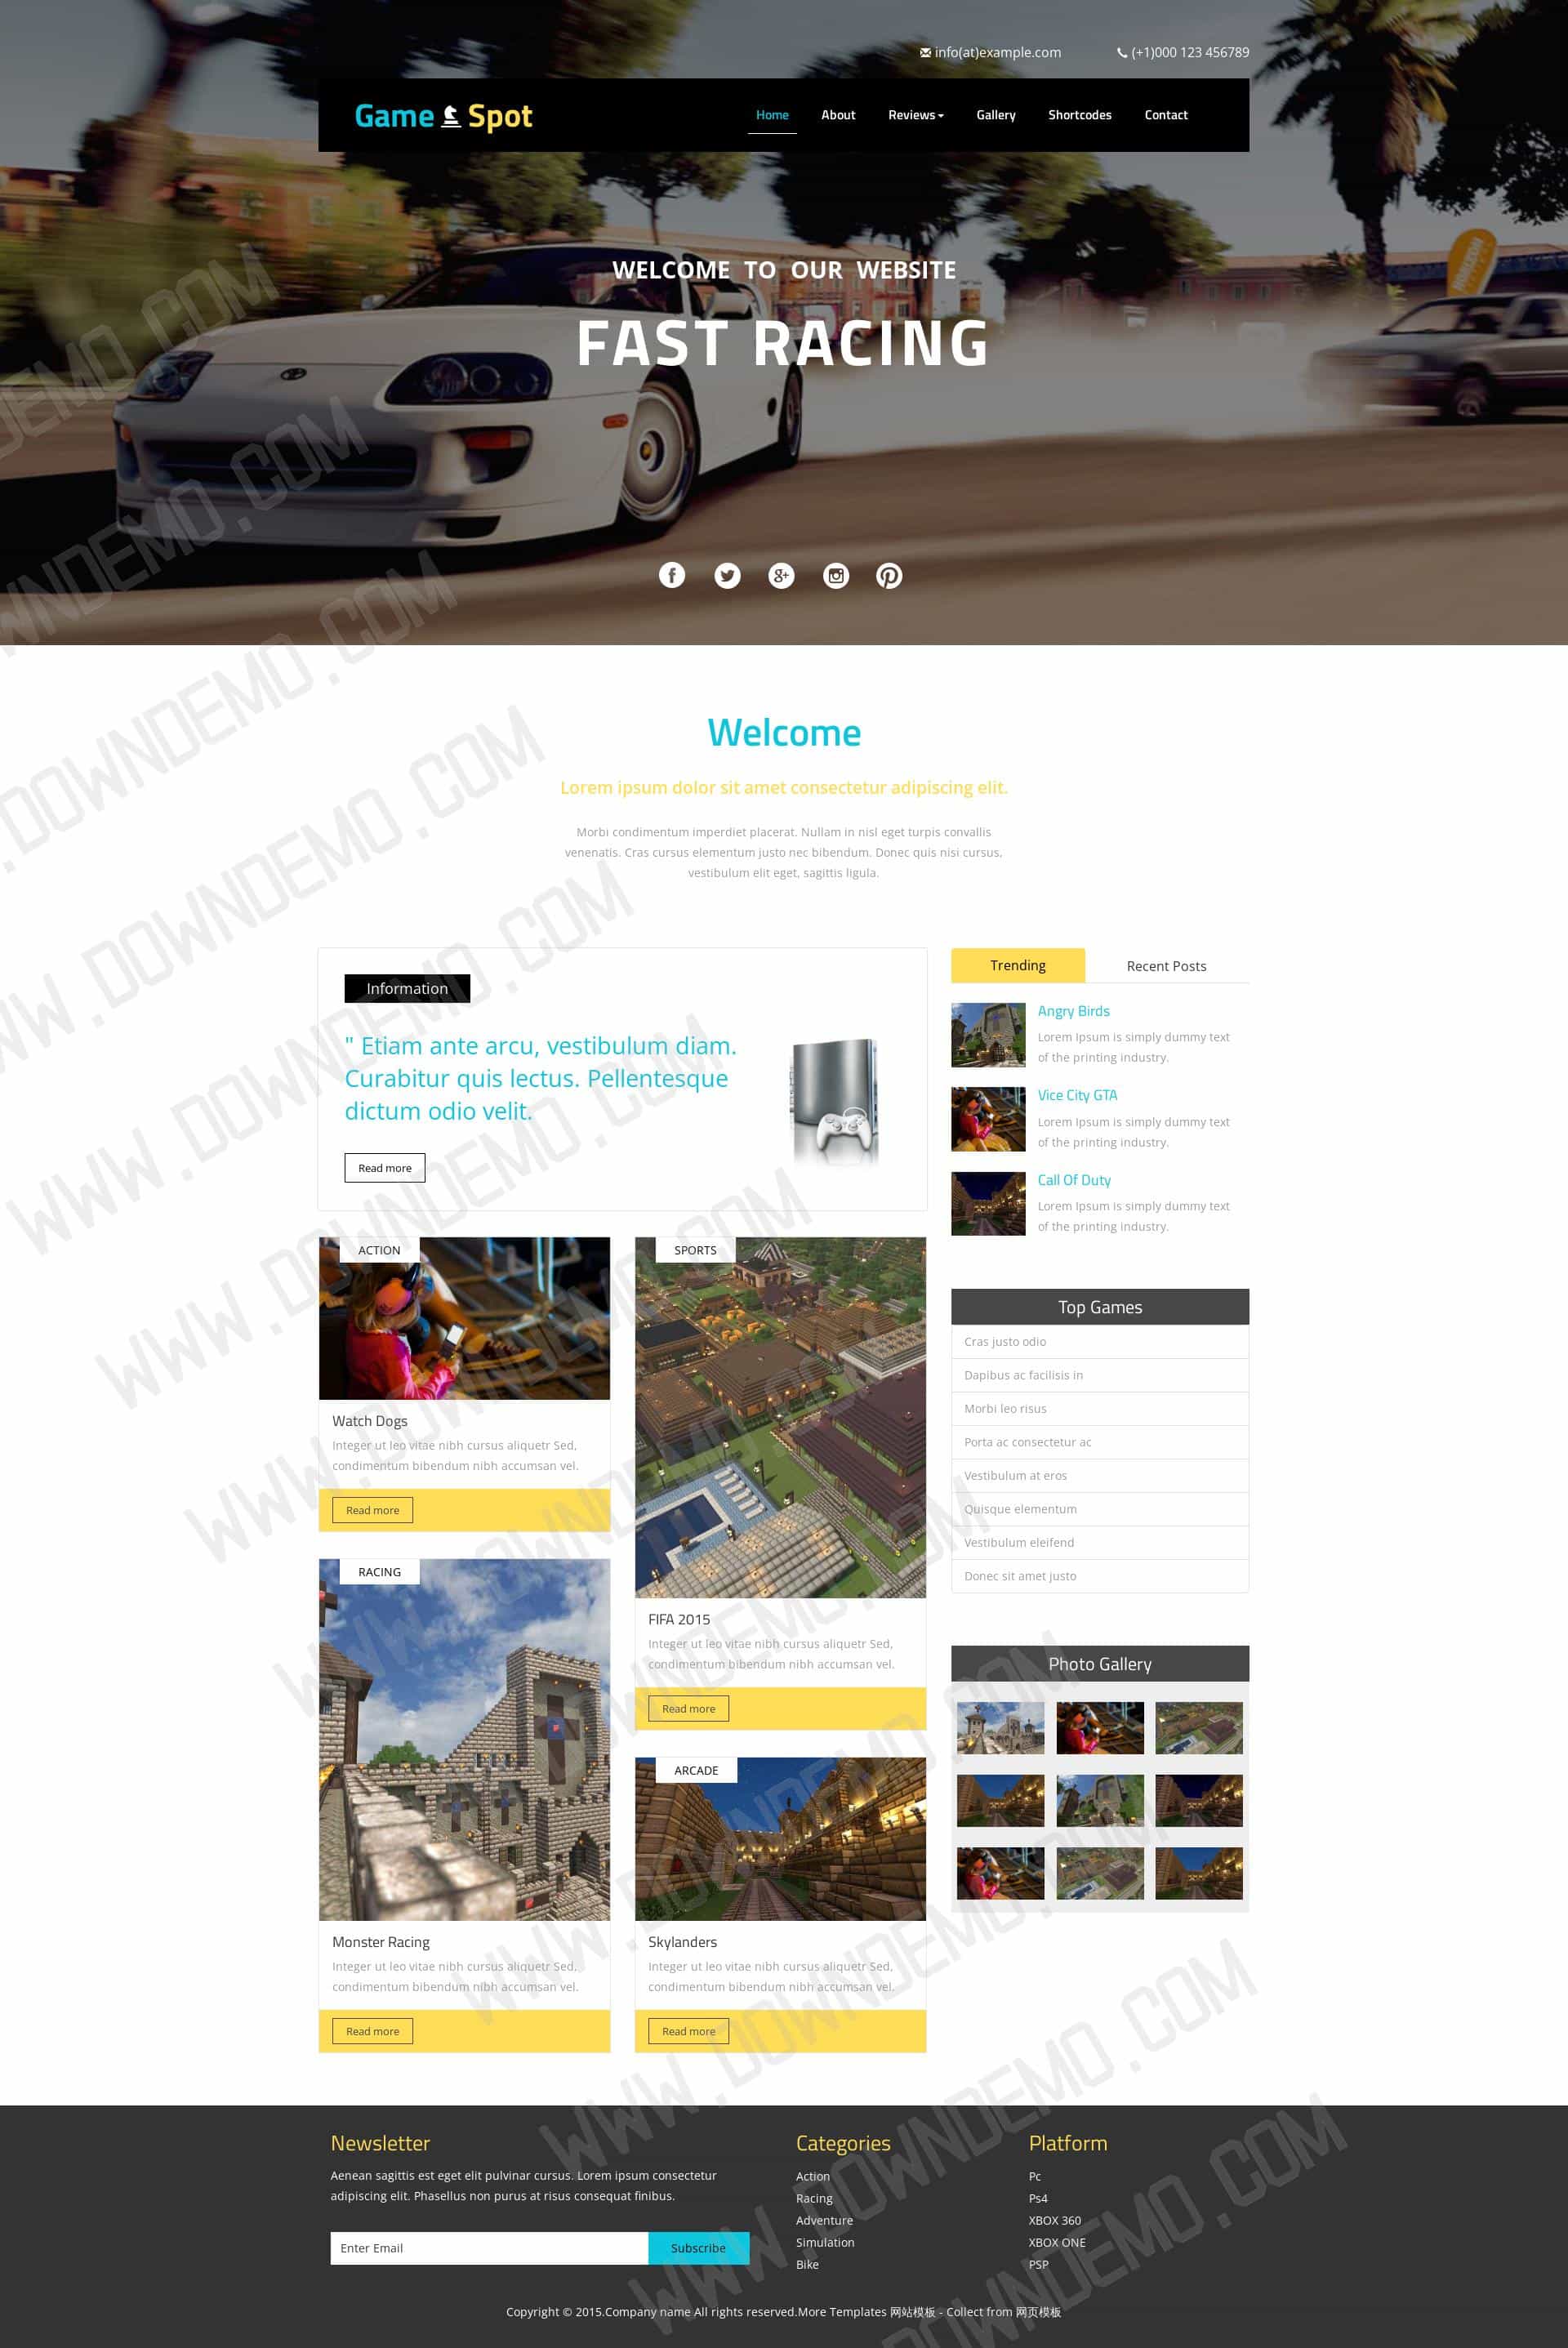 info(at)example.com
(+1)000 123 456789
Game Spot
Home About Reviews Gallery Shortcodes Contact
WELCOME TO OUR WEBSITE
FAST RACING
Welcome
Lorem ipsum dolor sit amet consectetur adipiscing elit.
Morbi condimentum imperdiet placerat. Nullam in nisl eget turpis convallis
venenatis. Cras cursus elementum justo nec bibendum. Donec quis nisi cursus,
vestibulum elit eget, sagittis ligula.
Information
" Etiam ante arcu, vestibulum diam.
Curabitur quis lectus. Pellentesque
dictum odio velit.
Read more
ACTION
Watch Dogs
Integer ut leo vitae nibh cursus aliquetr Sed,
condimentum bibendum nibh accumsan vel.
Read more
RACING
Monster Racing
Integer ut leo vitae nibh cursus aliquetr Sed,
condimentum bibendum nibh accumsan vel.
Read more
SPORTS
FIFA 2015
Integer ut leo vitae nibh cursus aliquetr Sed,
condimentum bibendum nibh accumsan vel.
Read more
ARCADE
Skylanders
Integer ut leo vitae nibh cursus aliquetr Sed,
condimentum bibendum nibh accumsan vel.
Read more
Trending Recent Posts
Angry Birds
Lorem Ipsum is simply dummy text
of the printing industry.
Vice City GTA
Lorem Ipsum is simply dummy text
of the printing industry.
Call Of Duty
Lorem Ipsum is simply dummy text
of the printing industry.
Top Games
Cras justo odio
Dapibus ac facilisis in
Morbi leo risus
Porta ac consectetur ac
Vestibulum at eros
Quisque elementum
Vestibulum eleifend
Donec sit amet justo
Photo Gallery
Newsletter
Aenean sagittis est eget elit pulvinar cursus. Lorem ipsum consectetur
adipiscing elit. Phasellus non purus at risus consequat finibus.
Enter Email Subscribe
Categories
Action
Racing
Adventure
Simulation
Bike
Platform
Pc
Ps4
XBOX 360
XBOX ONE
PSP
Copyright © 2015.Company name All rights reserved.More Templates 网站模板 - Collect from 网页模板
WWW.DOWNDEMO.COM